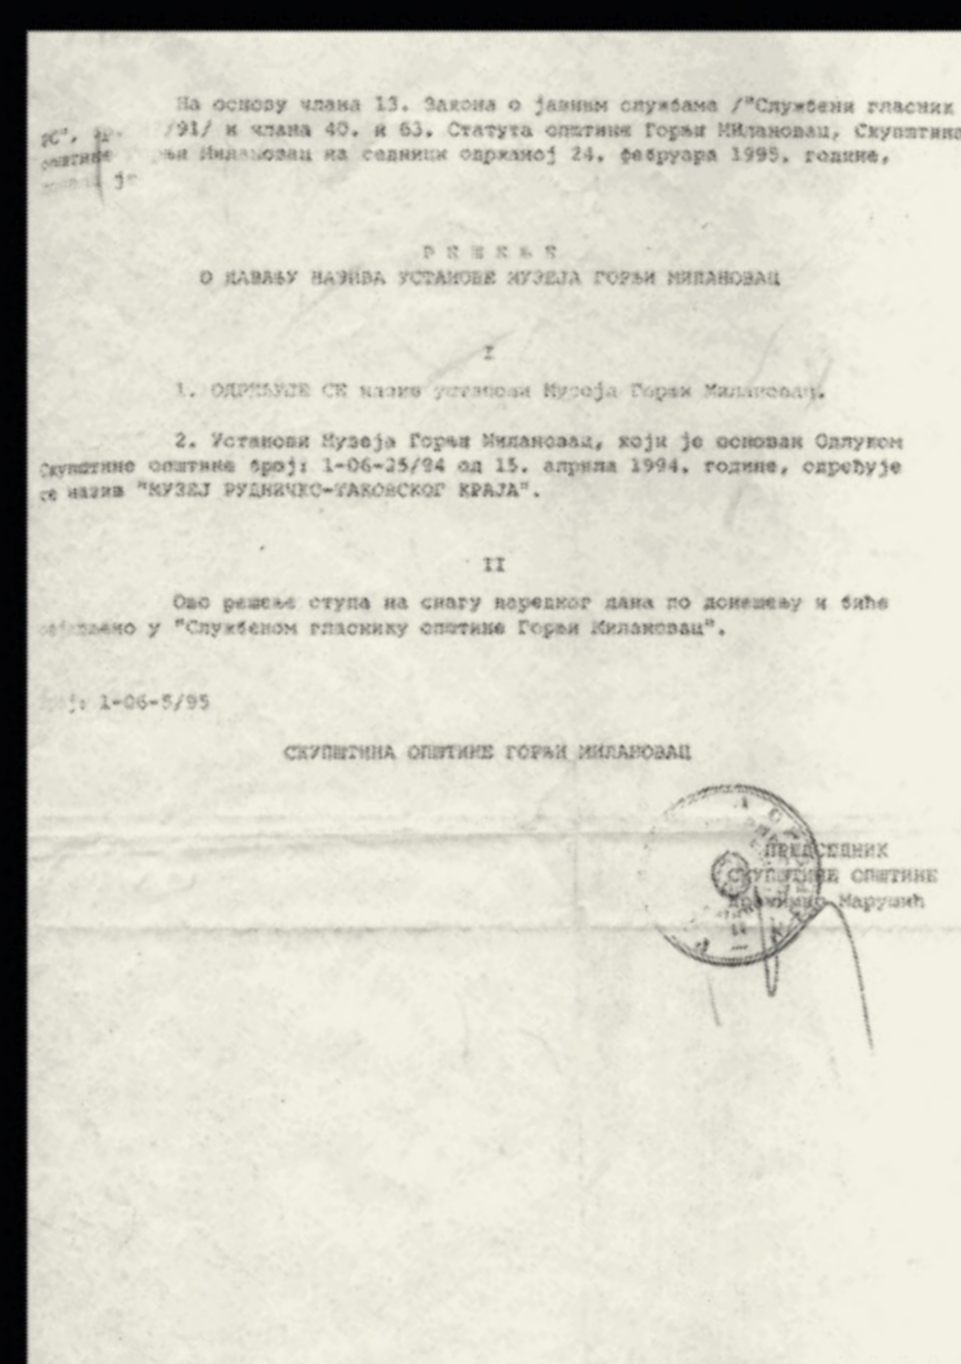 На основу члана 13. Закона о јавним службама /"Службени гласник
РС", /91/ и члана 40. и 63. Статута општине Горњи Милановац, Скупштина
општине Милановац на седници одржаној 24. фебруара 1995. године,
је
Р Е Ш Е Њ Е
О ДАВАЊУ НАЗИВА УСТАНОВЕ МУЗЕЈА ГОРЊИ МИЛАНОВАЦ
I
1. ОДРЕЂУЈЕ СЕ назив установи Музеја Горњи Милановац.
2. Установи Музеја Горњи Милановац, који је основан Одлуком
Скупштине општине број: 1-06-25/94 од 15. априла 1994. године, одређује
се назив "МУЗЕЈ РУДНИЧКО-ТАКОВСКОГ КРАЈА".
II
Ово решење ступа на снагу наредног дана по доношењу и биће
објављено у "Службеном гласнику општине Горњи Милановац".
1-06-5/95
СКУПШТИНА ОПШТИНЕ ГОРЊИ МИЛАНОВАЦ
ПРЕДСЕДНИК
СКУПШТИНЕ ОПШТИНЕ
Марушић